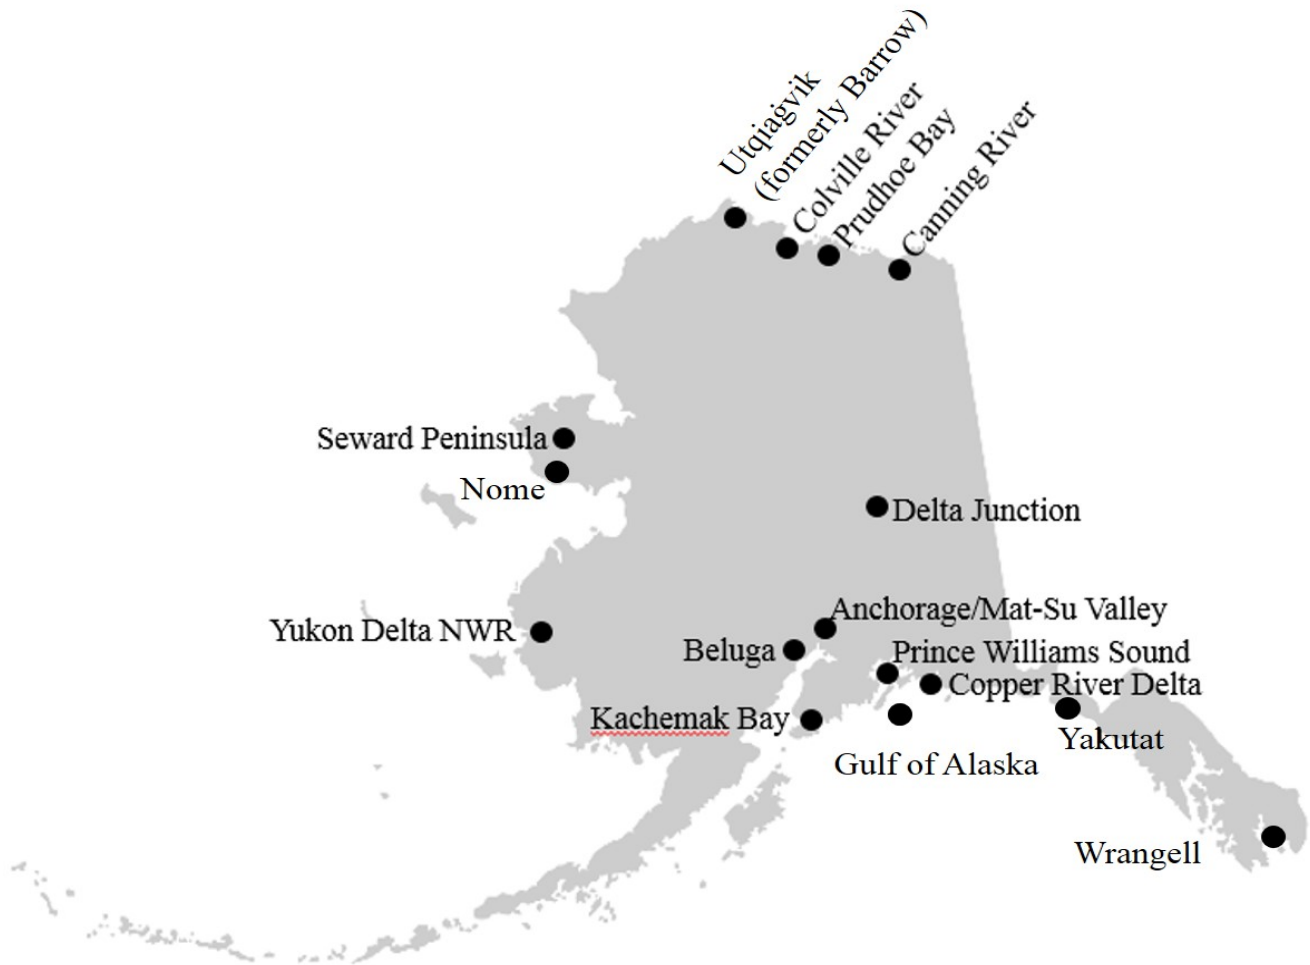 Utqiaġvik
(formerly Barrow)
Colville River
Prudhoe Bay
Canning River
Seward Peninsula
Nome
Delta Junction
Yukon Delta NWR
Anchorage/Mat-Su Valley
Beluga
Prince Williams Sound
Copper River Delta
Kachemak Bay
Yakutat
Gulf of Alaska
Wrangell